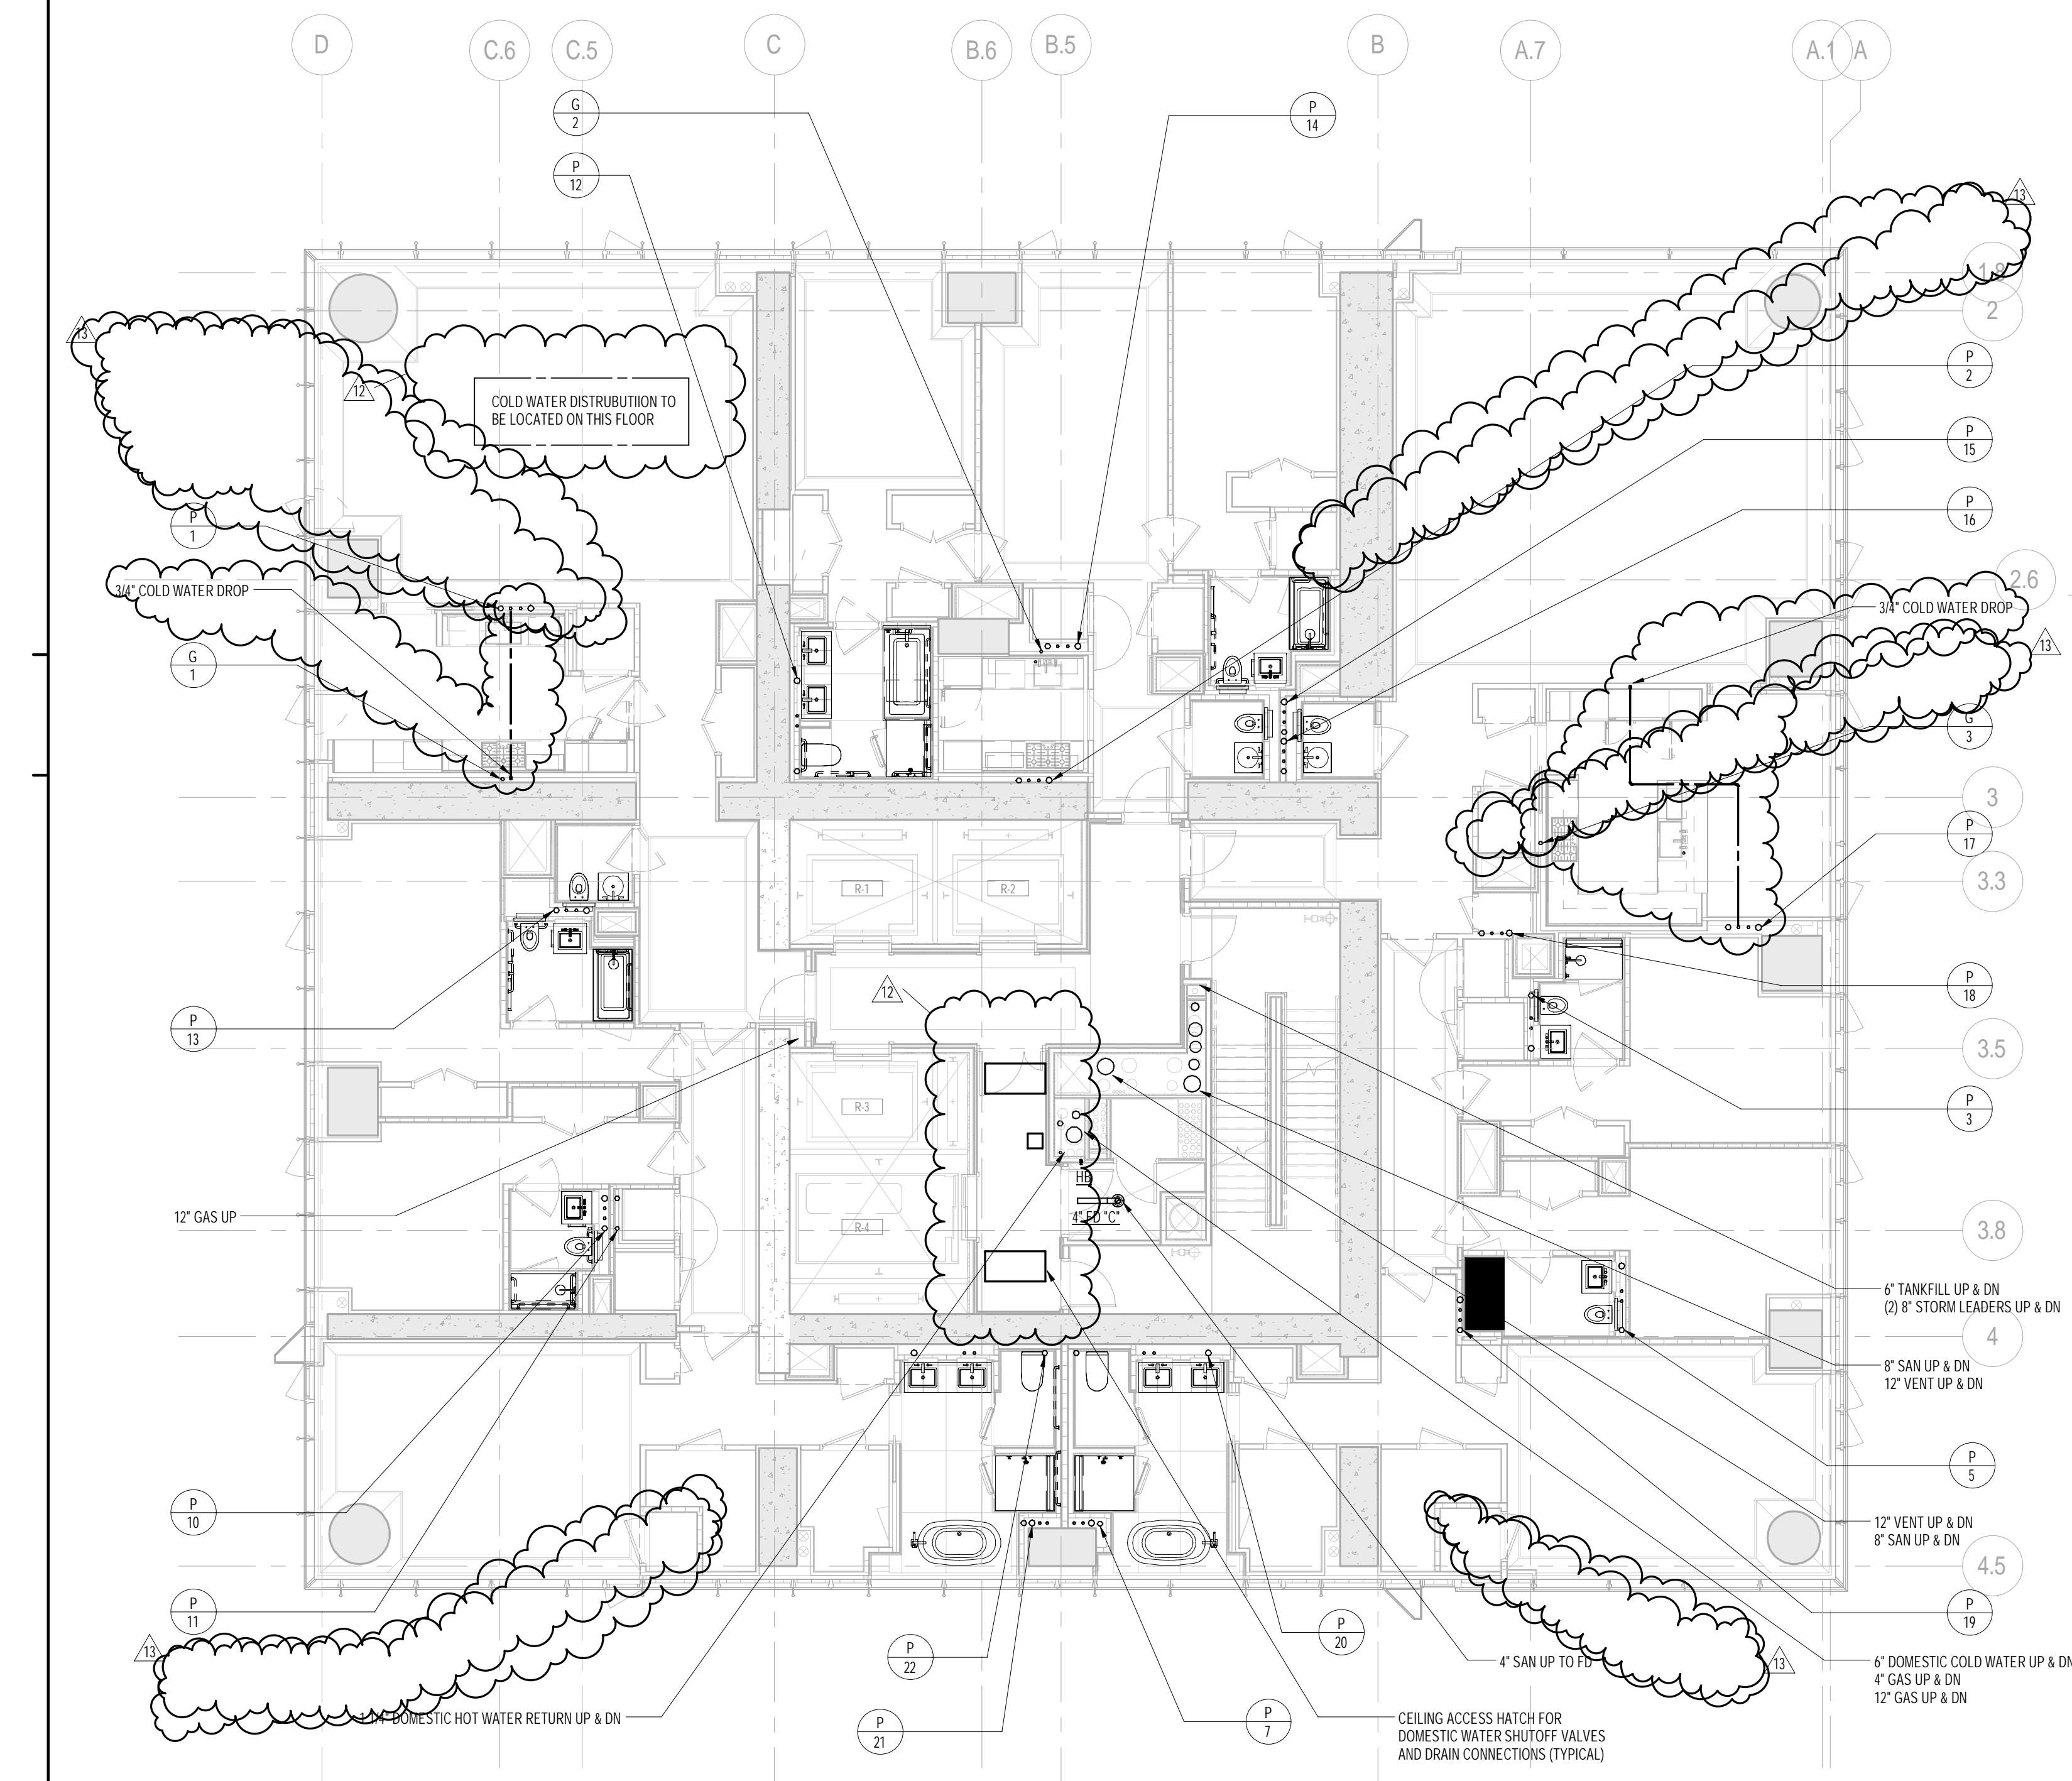 D
C.6
C.5
C
B.6
B.5
B
A.7
A.1
A
G
2
P
12
P
14
13
1.8
2
13
12
COLD WATER DISTRUBUTIION TO
BE LOCATED ON THIS FLOOR
P
2
P
15
P
16
P
1
3/4" COLD WATER DROP
G
1
2.6
3/4" COLD WATER DROP
13
G
3
3
P
17
3.3
R-1
R-2
P
18
12
P
13
3.5
R-3
P
3
HB
4" FD "C"
12" GAS UP
R-4
3.8
6" TANKFILL UP & DN
(2) 8" STORM LEADERS UP & DN
4
8" SAN UP & DN
12" VENT UP & DN
P
5
P
10
12" VENT UP & DN
8" SAN UP & DN
4.5
P
11
P
19
13
P
22
P
20
4" SAN UP TO FD
13
6" DOMESTIC COLD WATER UP & DN
4" GAS UP & DN
12" GAS UP & DN
1 1/4" DOMESTIC HOT WATER RETURN UP & DN
P
21
P
7
CEILING ACCESS HATCH FOR
DOMESTIC WATER SHUTOFF VALVES
AND DRAIN CONNECTIONS (TYPICAL)